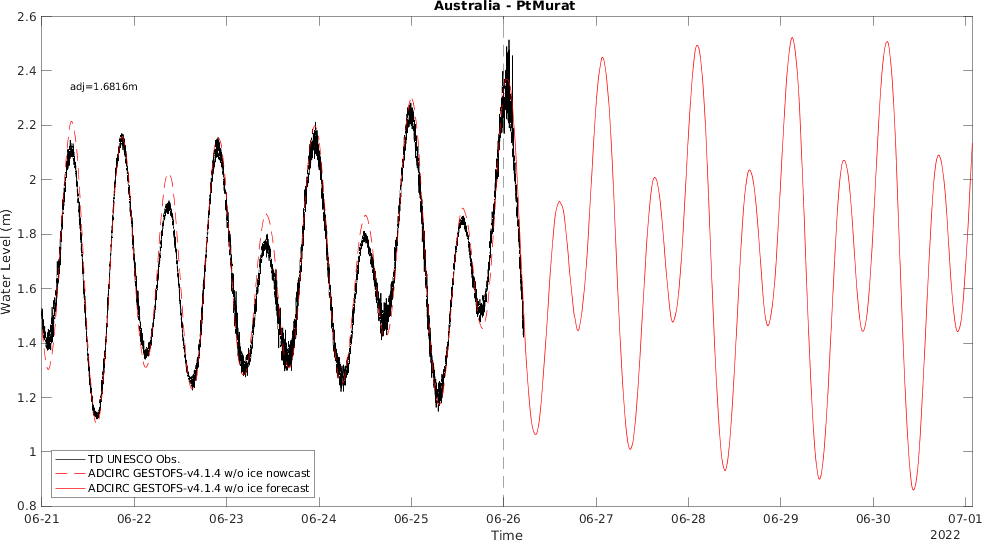 Australia - PtMurat
2.6
2.4
2.2
2
1.8
1.6
1.4
1.2
1
0.8
Water Level (m)
adj=1.6816m
TD UNESCO Obs.
ADCIRC GESTOFS-v4.1.4 w/o ice nowcast
ADCIRC GESTOFS-v4.1.4 w/o ice forecast
06-21 06-22 06-23 06-24 06-25 06-26 06-27 06-28 06-29 06-30 07-01
Time
2022